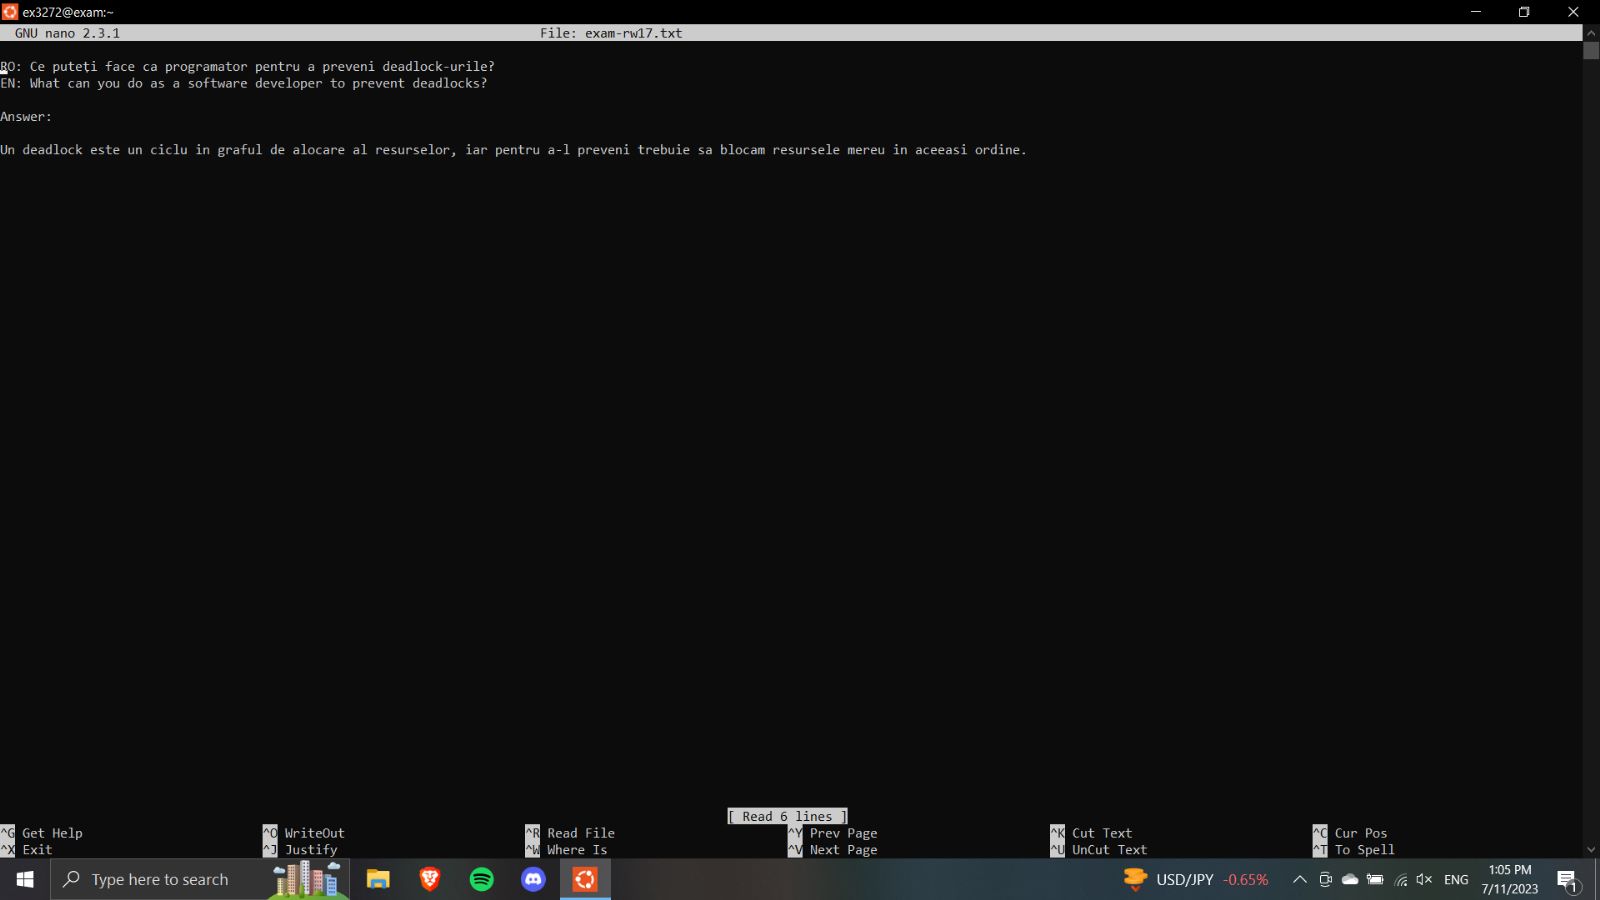 ex3272@exam:~
GNU nano 2.3.1 File: exam-rw17.txt
RO: Ce puteți face ca programator pentru a preveni deadlock-urile?
EN: What can you do as a software developer to prevent deadlocks?
Answer:
Un deadlock este un ciclu in graful de alocare al resurselor, iar pentru a-l preveni trebuie sa blocam resursele mereu in aceeasi ordine.
[ Read 6 lines ]
^G Get Help ^O WriteOut ^R Read File ^Y Prev Page ^K Cut Text ^C Cur Pos
^X Exit ^J Justify ^W Where Is ^V Next Page ^U UnCut Text ^T To Spell
Type here to search USD/JPY -0.65% ENG 1:05 PM
7/11/2023 1